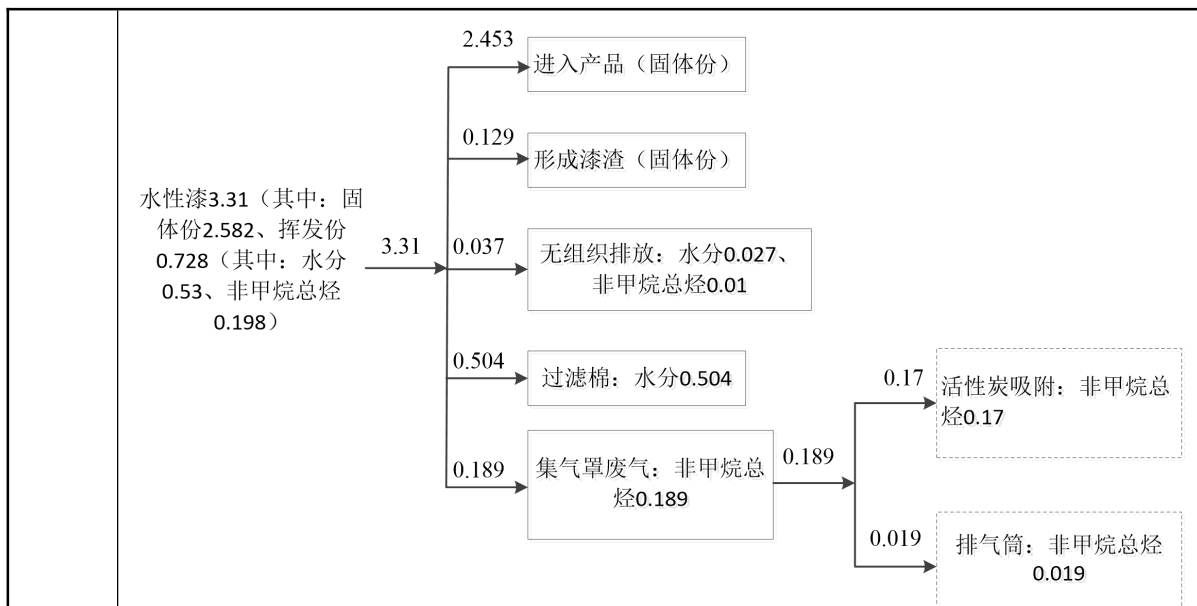 2.453
进入产品（固体份）
0.129
形成漆渣（固体份）
水性漆3.31（其中：固
体份2.582、挥发份
0.728（其中：水分
0.53、非甲烷总烃
0.198）
3.31
0.037
无组织排放：水分0.027、
非甲烷总烃0.01
0.504
过滤棉：水分0.504
0.189
集气罩废气：非甲烷总
烃0.189
0.189
0.17
活性炭吸附：非甲烷总
烃0.17
0.019
排气筒：非甲烷总烃
0.019